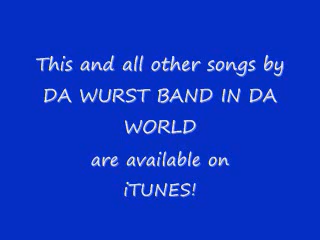 This and all other songs by
DA WURST BAND IN DA
WORLD
are available on
iTUNES!